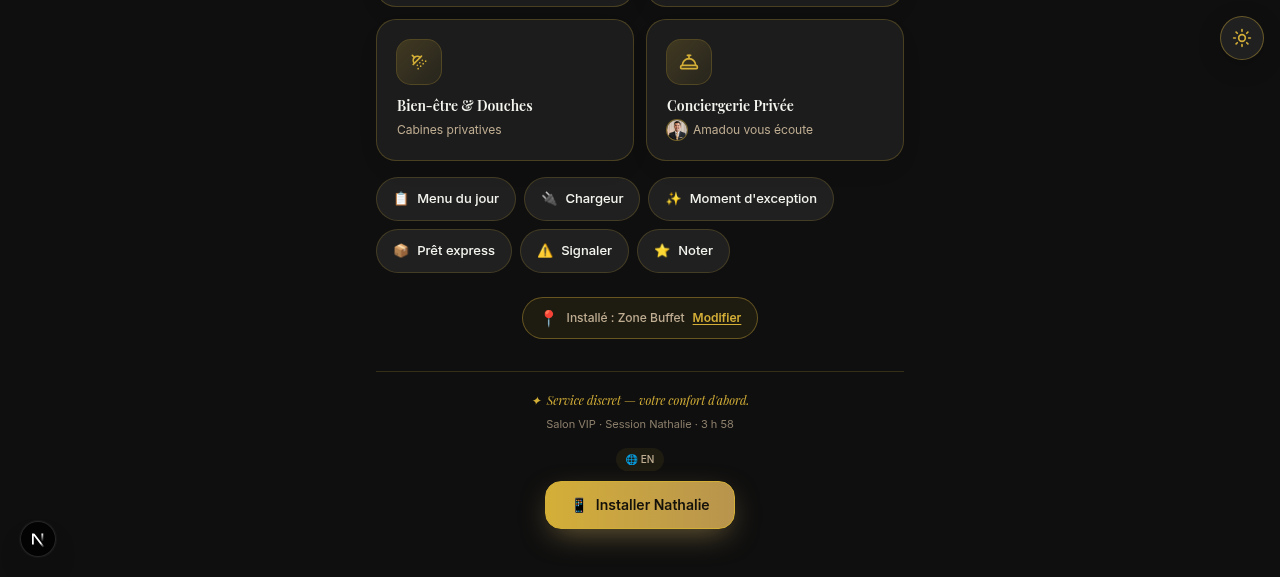 Bien-être & Douches
Cabines privatives
Conciergerie Privée
Amadou vous écoute
Menu du jour
Chargeur
Moment d'exception
Prêt express
Signaler
Noter
Installé : Zone Buffet Modifier
Service discret — votre confort d'abord.
Salon VIP · Session Nathalie · 3 h 58
EN
Installer Nathalie
N